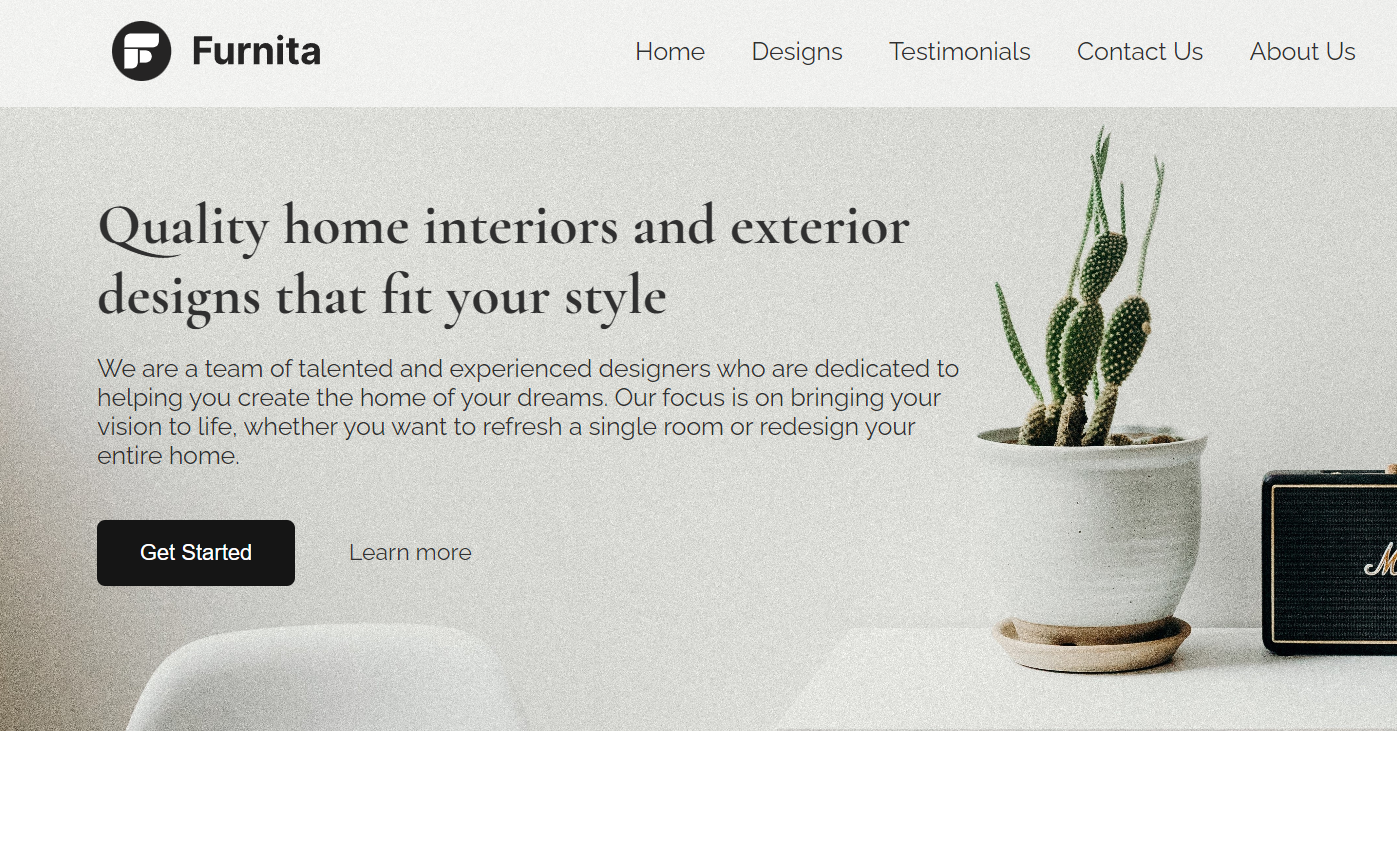 Furnita
Home Designs Testimonials Contact Us About Us
Quality home interiors and exterior
designs that fit your style
We are a team of talented and experienced designers who are dedicated to
helping you create the home of your dreams. Our focus is on bringing your
vision to life, whether you want to refresh a single room or redesign your
entire home.
Get Started Learn more